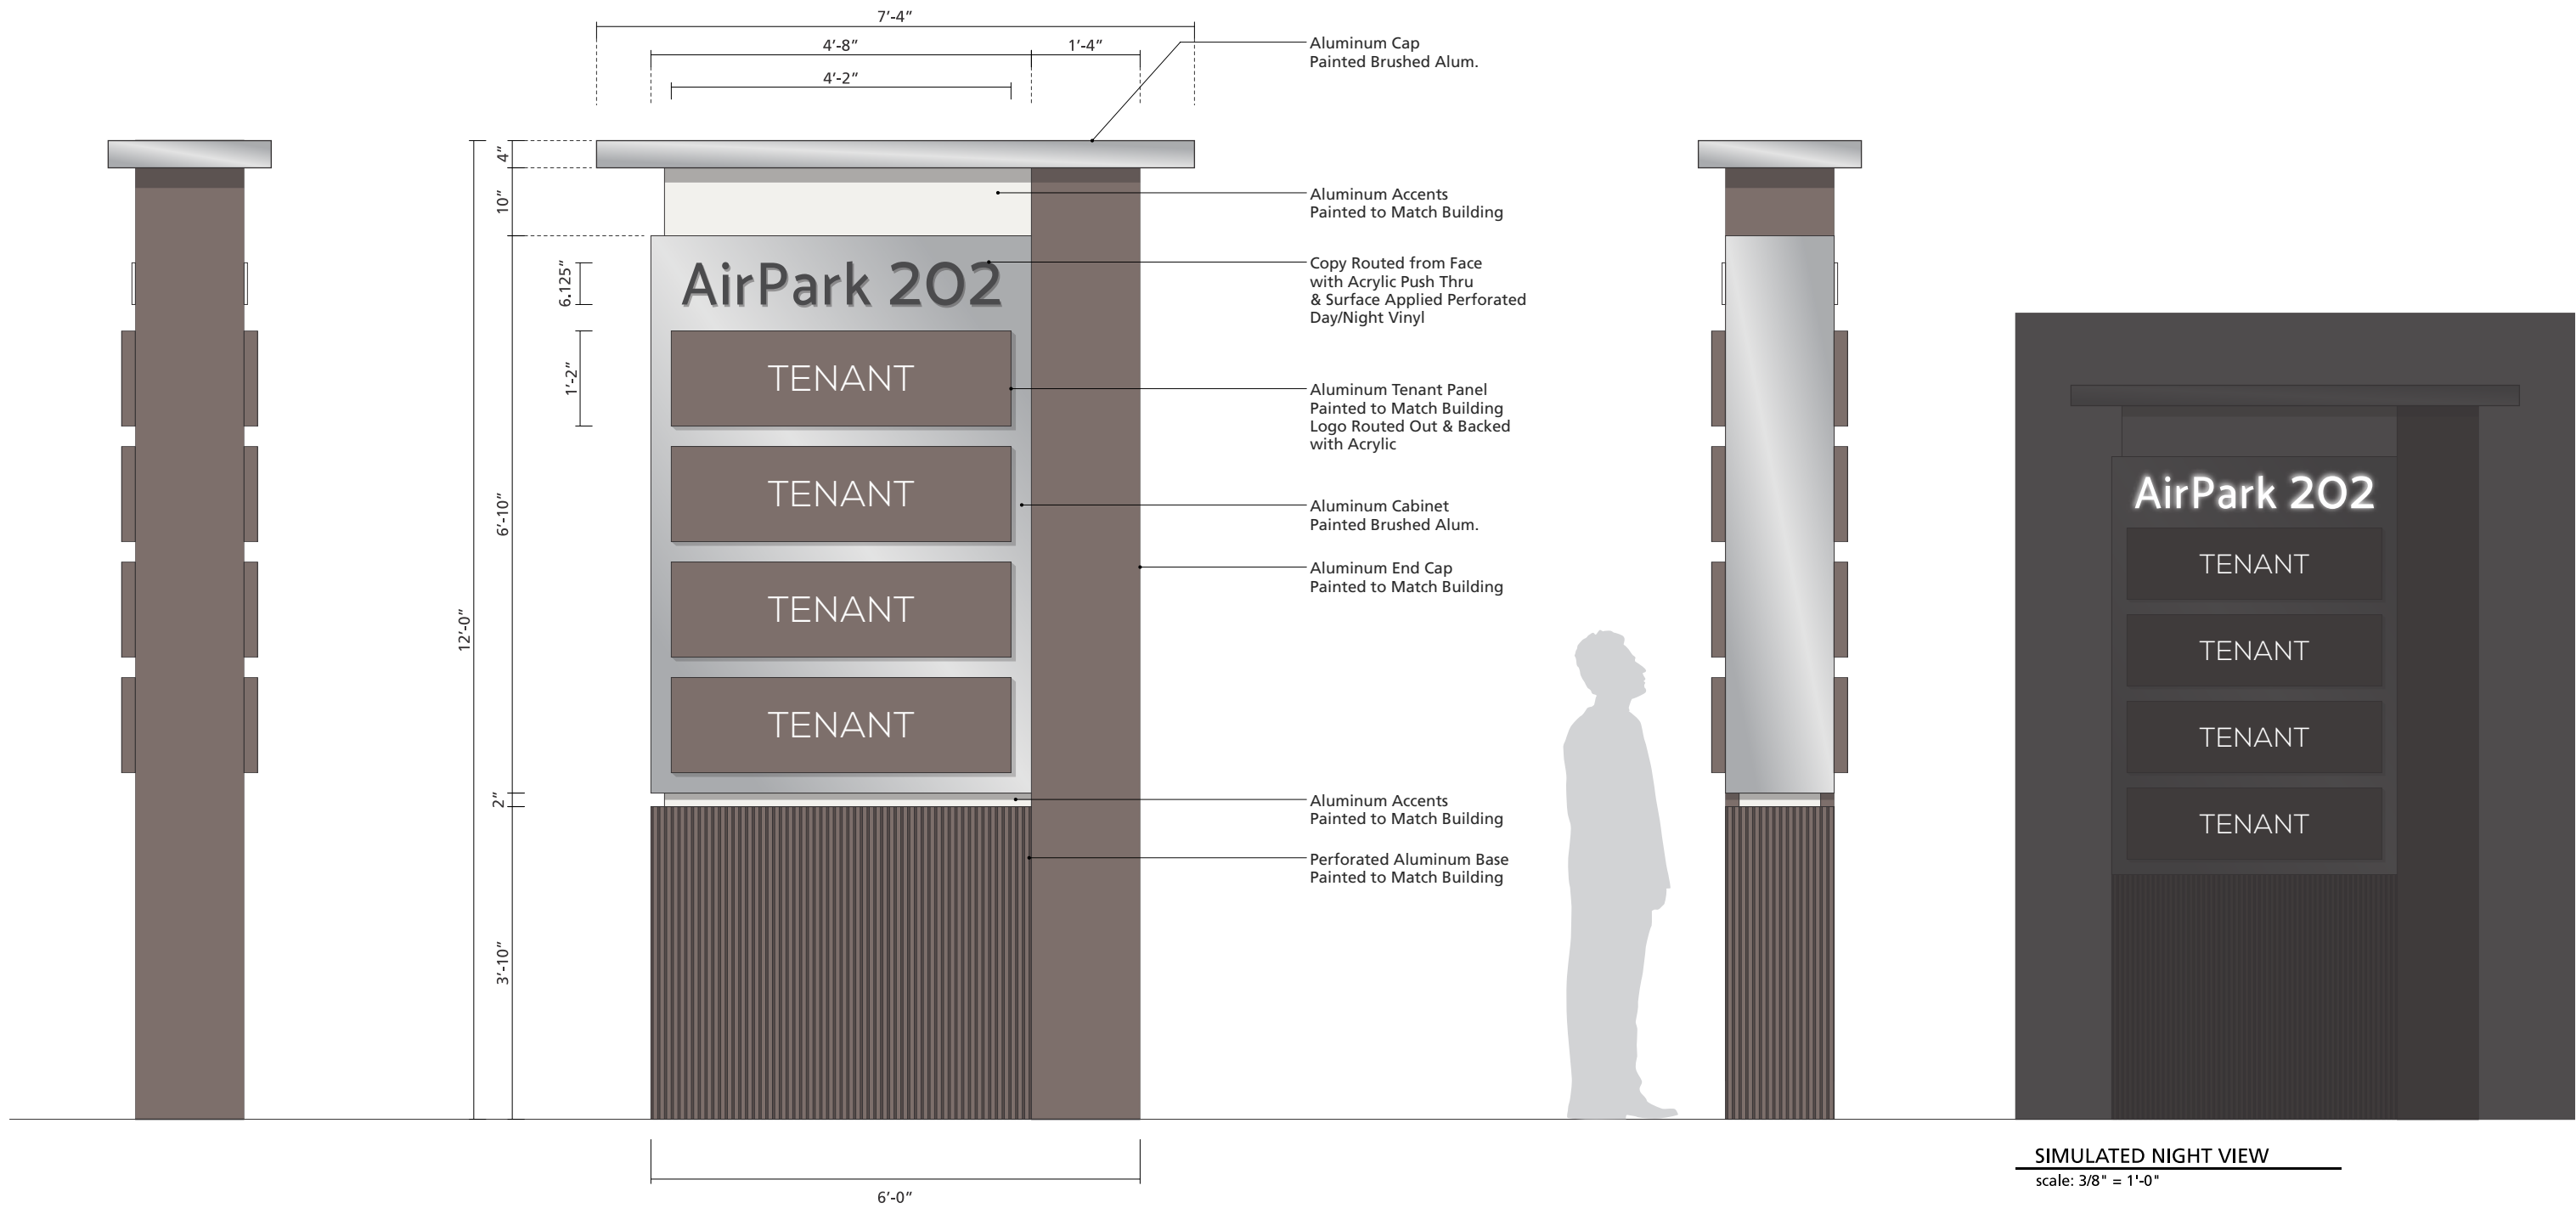 7’-4”
4’-8”
1’-4”
4’-2”
Aluminum Cap
Painted Brushed Alum.
4”
10”
Aluminum Accents
Painted to Match Building
6.125”
AirPark 202
Copy Routed from Face
with Acrylic Push Thru
& Surface Applied Perforated
Day/Night Vinyl
1’-2”
TENANT
Aluminum Tenant Panel
Painted to Match Building
Logo Routed Out & Backed
with Acrylic
6’-10”
TENANT
Aluminum Cabinet
Painted Brushed Alum.
Aluminum End Cap
Painted to Match Building
12’-0”
TENANT
TENANT
2”
Aluminum Accents
Painted to Match Building
Perforated Aluminum Base
Painted to Match Building
3’-10”
6’-0”
AirPark 202
TENANT
TENANT
TENANT
TENANT
SIMULATED NIGHT VIEW
scale: 3/8" = 1'-0"